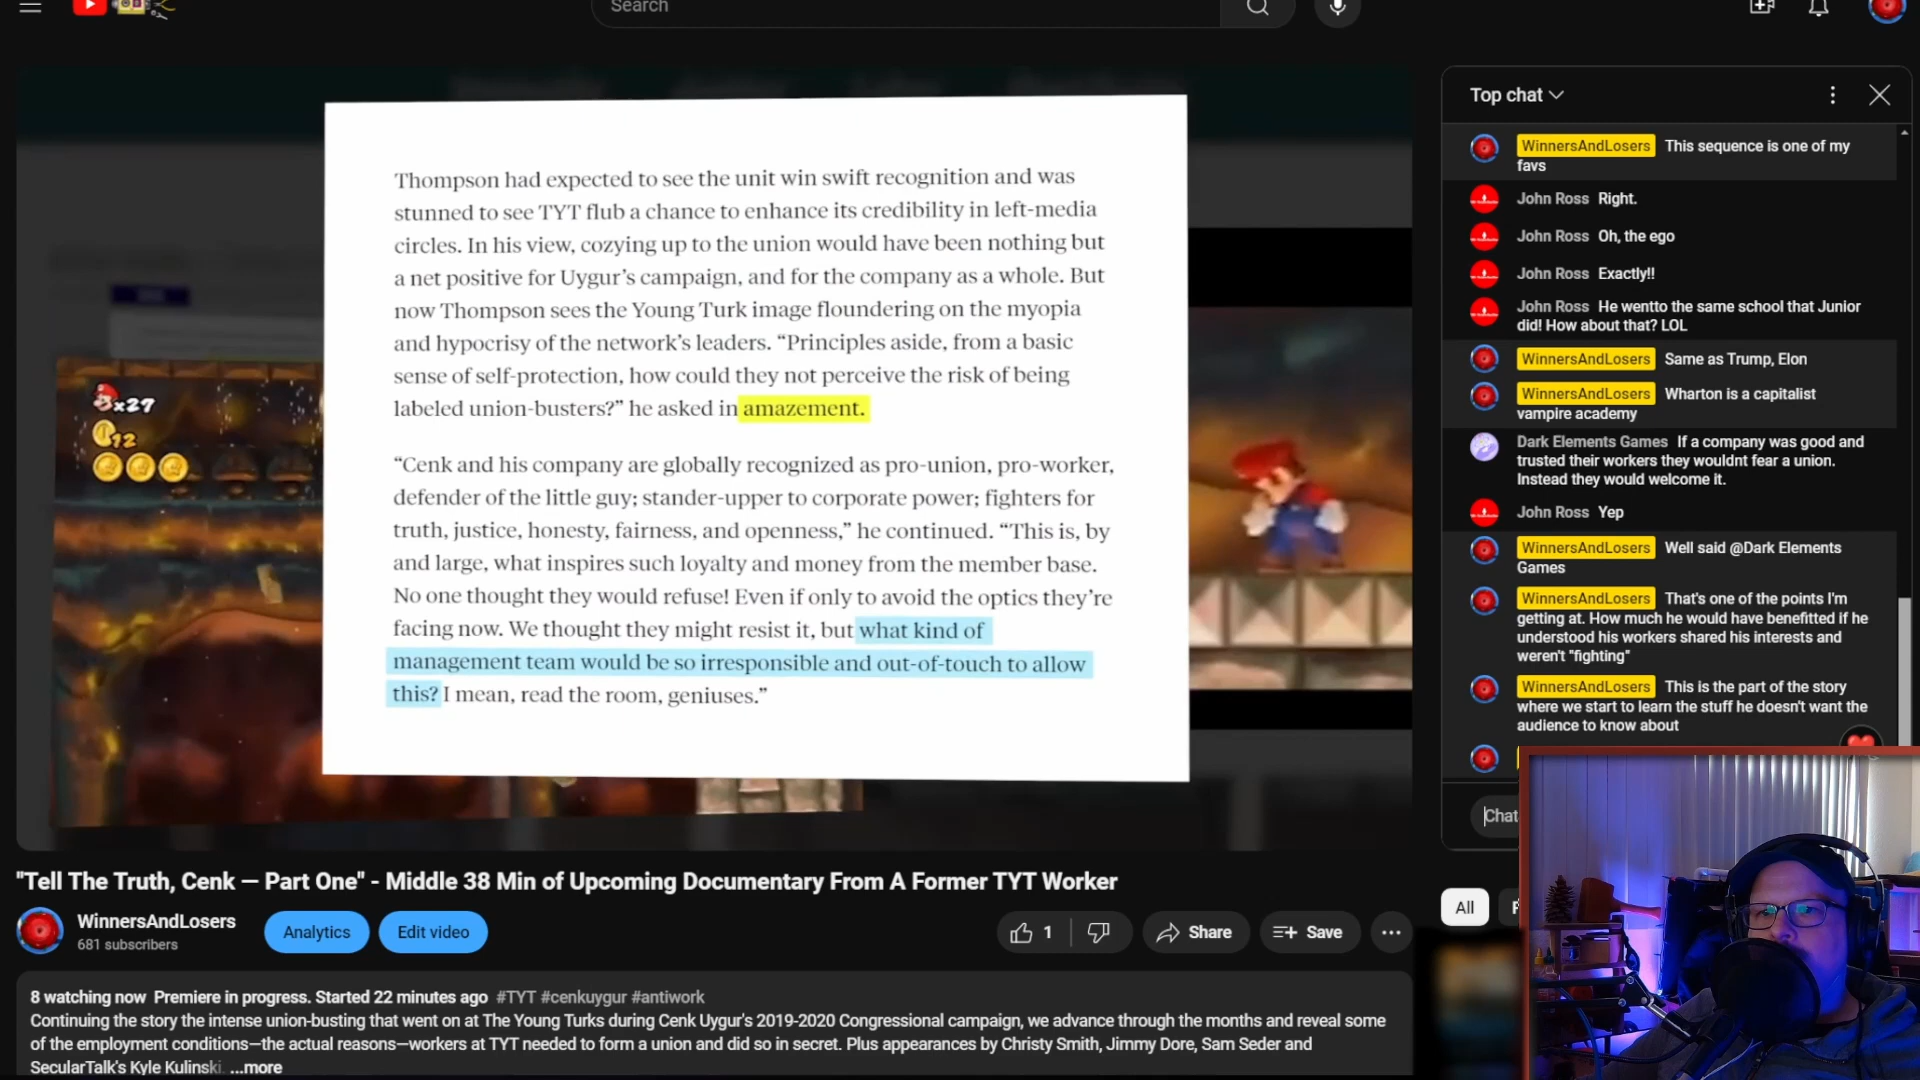 Search
Thompson had expected to see the unit win swift recognition and was
stunned to see TYT flub a chance to enhance its credibility in left-media
circles. In his view, cozying up to the union would have been nothing but
a net positive for Uygur’s campaign, and for the company as a whole. But
now Thompson sees the Young Turk image floundering on the myopia
and hypocrisy of the network’s leaders. “Principles aside, from a basic
sense of self-protection, how could they not perceive the risk of being
labeled union-busters?” he asked in amazement.
“Cenk and his company are globally recognized as pro-union, pro-worker,
defender of the little guy; stander-upper to corporate power; fighters for
truth, justice, honesty, fairness, and openness,” he continued. “This is, by
and large, what inspires such loyalty and money from the member base.
No one thought they would refuse! Even if only to avoid the optics they’re
facing now. We thought they might resist it, but what kind of
management team would be so irresponsible and out-of-touch to allow
this? I mean, read the room, geniuses.”
x27
12
Top chat
WinnersAndLosers This sequence is one of my
favs
John Ross Right.
John Ross Oh, the ego
John Ross Exactly!!
John Ross He wentto the same school that Junior
did! How about that? LOL
WinnersAndLosers Same as Trump, Elon
WinnersAndLosers Wharton is a capitalist
vampire academy
Dark Elements Games If a company was good and
trusted their workers they wouldnt fear a union.
Instead they would welcome it.
John Ross Yep
WinnersAndLosers Well said @Dark Elements
Games
WinnersAndLosers That's one of the points I'm
getting at. How much he would have benefitted if he
understood his workers shared his interests and
weren't "fighting"
WinnersAndLosers This is the part of the story
where we start to learn the stuff he doesn't want the
audience to know about
Chat
All
"Tell The Truth, Cenk — Part One" - Middle 38 Min of Upcoming Documentary From A Former TYT Worker
WinnersAndLosers
681 subscribers
Analytics
Edit video
1
Share
Save
8 watching now Premiere in progress. Started 22 minutes ago #TYT #cenkuygur #antiwork
Continuing the story the intense union-busting that went on at The Young Turks during Cenk Uygur's 2019-2020 Congressional campaign, we advance through the months and reveal some
of the employment conditions—the actual reasons—workers at TYT needed to form a union and did so in secret. Plus appearances by Christy Smith, Jimmy Dore, Sam Seder and
SecularTalk's Kyle Kulinski. ...more